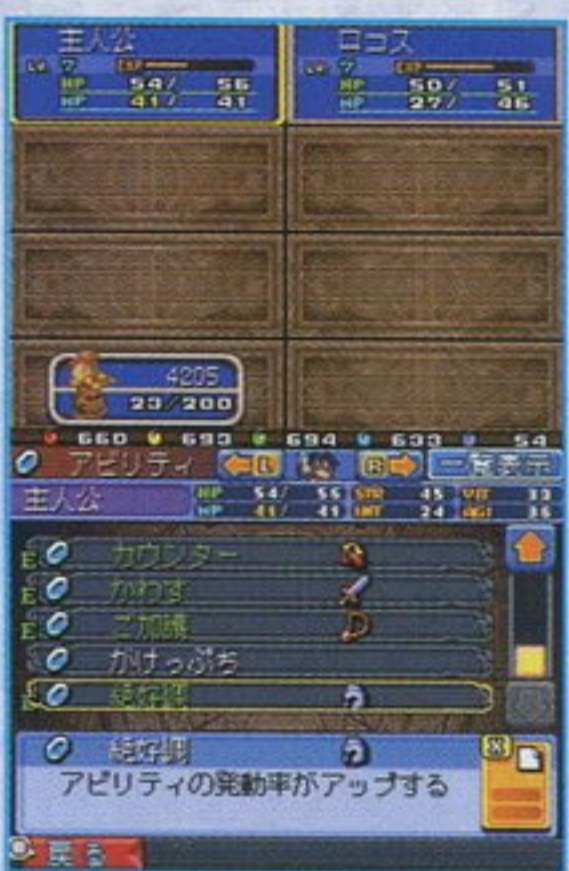 主人公
LV. 7 EXP
HP 54/ 56
MP 41/ 41
ロコス
LV. 7 EXP
HP 50/ 51
MP 27/ 46
4205
23/200
660 693 694 633 54
アビリティ L R 一覧表示
主人公 HP 54/ 56 STR 45 VIT 33
MP 41/ 41 INT 24 AGI 36
E カウンター
E かわす
E ご加護
がけっぷち
絶好調
絶好調
X
アビリティの発動率がアップする
戻る